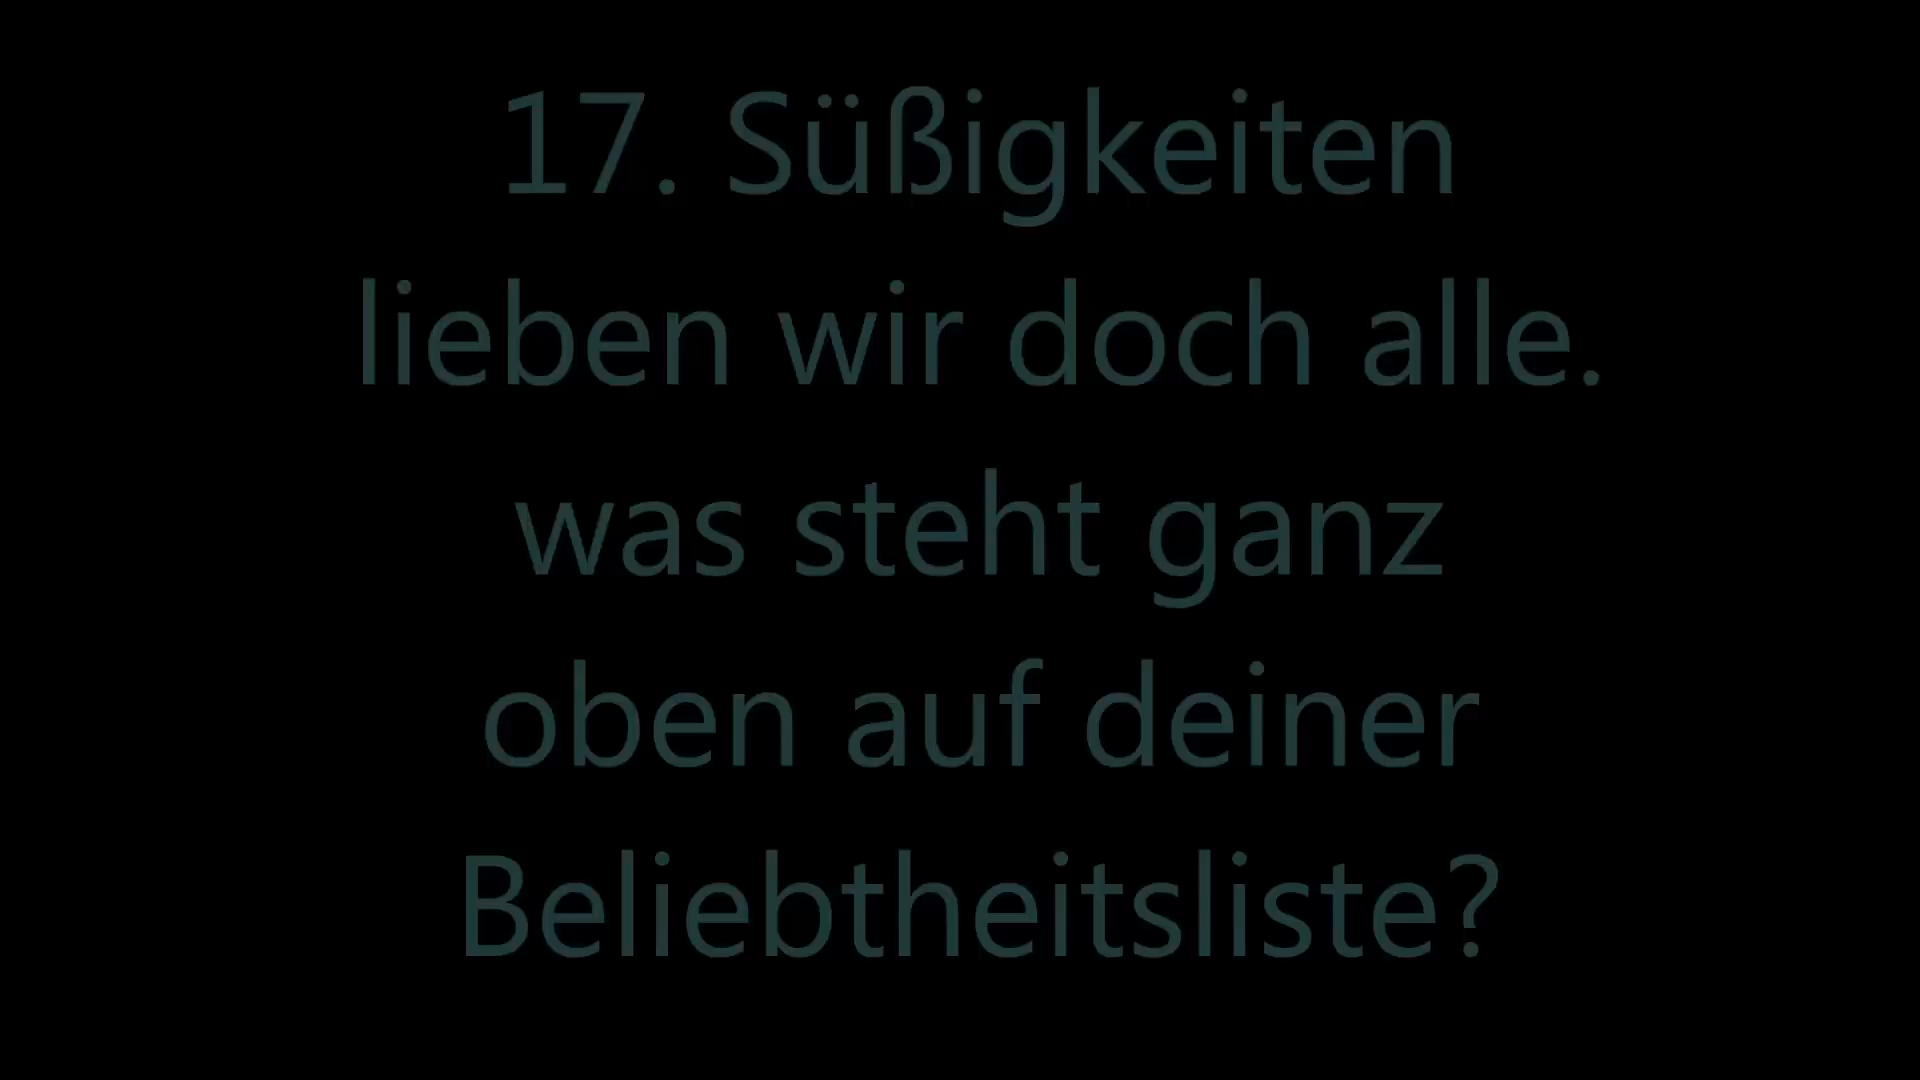 17. Süßigkeiten
lieben wir doch alle.
was steht ganz
oben auf deiner
Beliebtheitsliste?